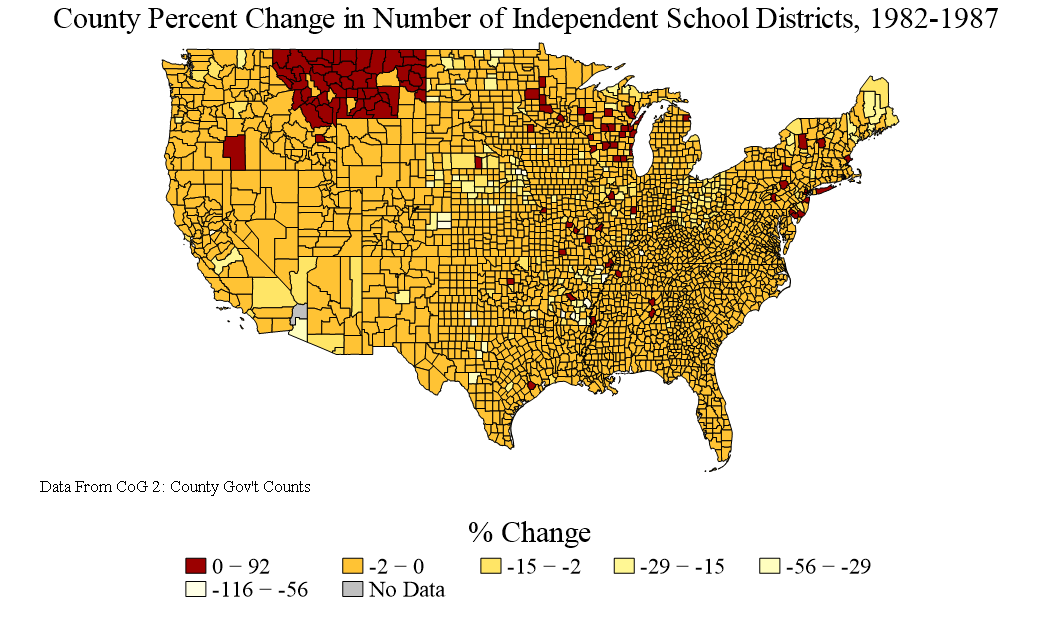 County Percent Change in Number of Independent School Districts, 1982-1987
Data From CoG 2: County Gov't Counts
% Change
0 − 92 -2 − 0 -15 − -2 -29 − -15 -56 − -29
-116 − -56 No Data